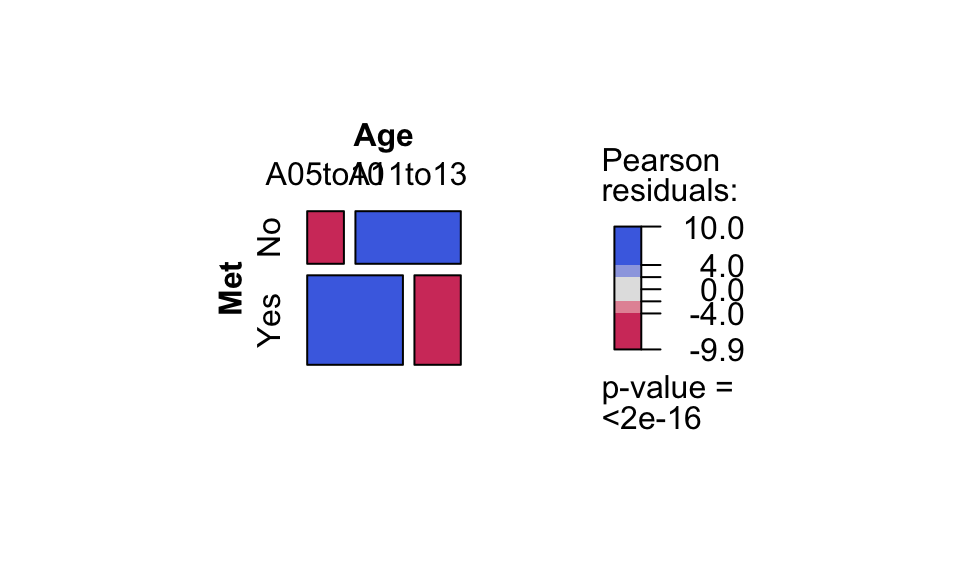 Age
A05to10 A11to13
Met
No
Yes
Pearson
residuals:
10.0
4.0
0.0
-4.0
-9.9
p-value =
<2e-16